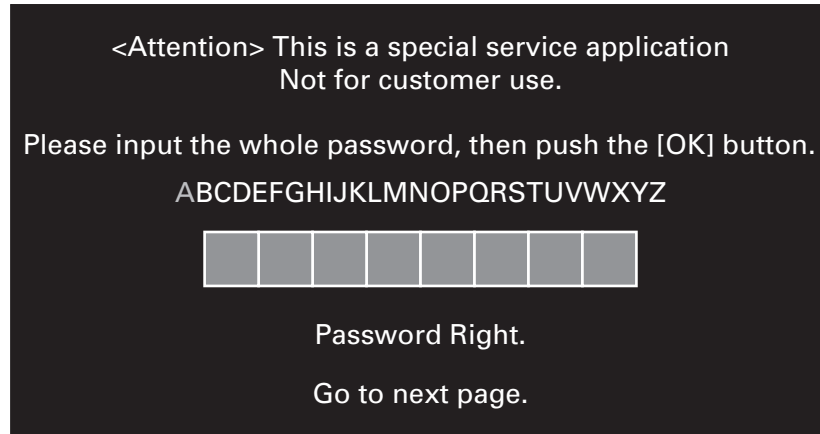 <Attention> This is a special service application
Not for customer use.
Please input the whole password, then push the [OK] button.
ABCDEFGHIJKLMNOPQRSTUVWXYZ
Password Right.
Go to next page.